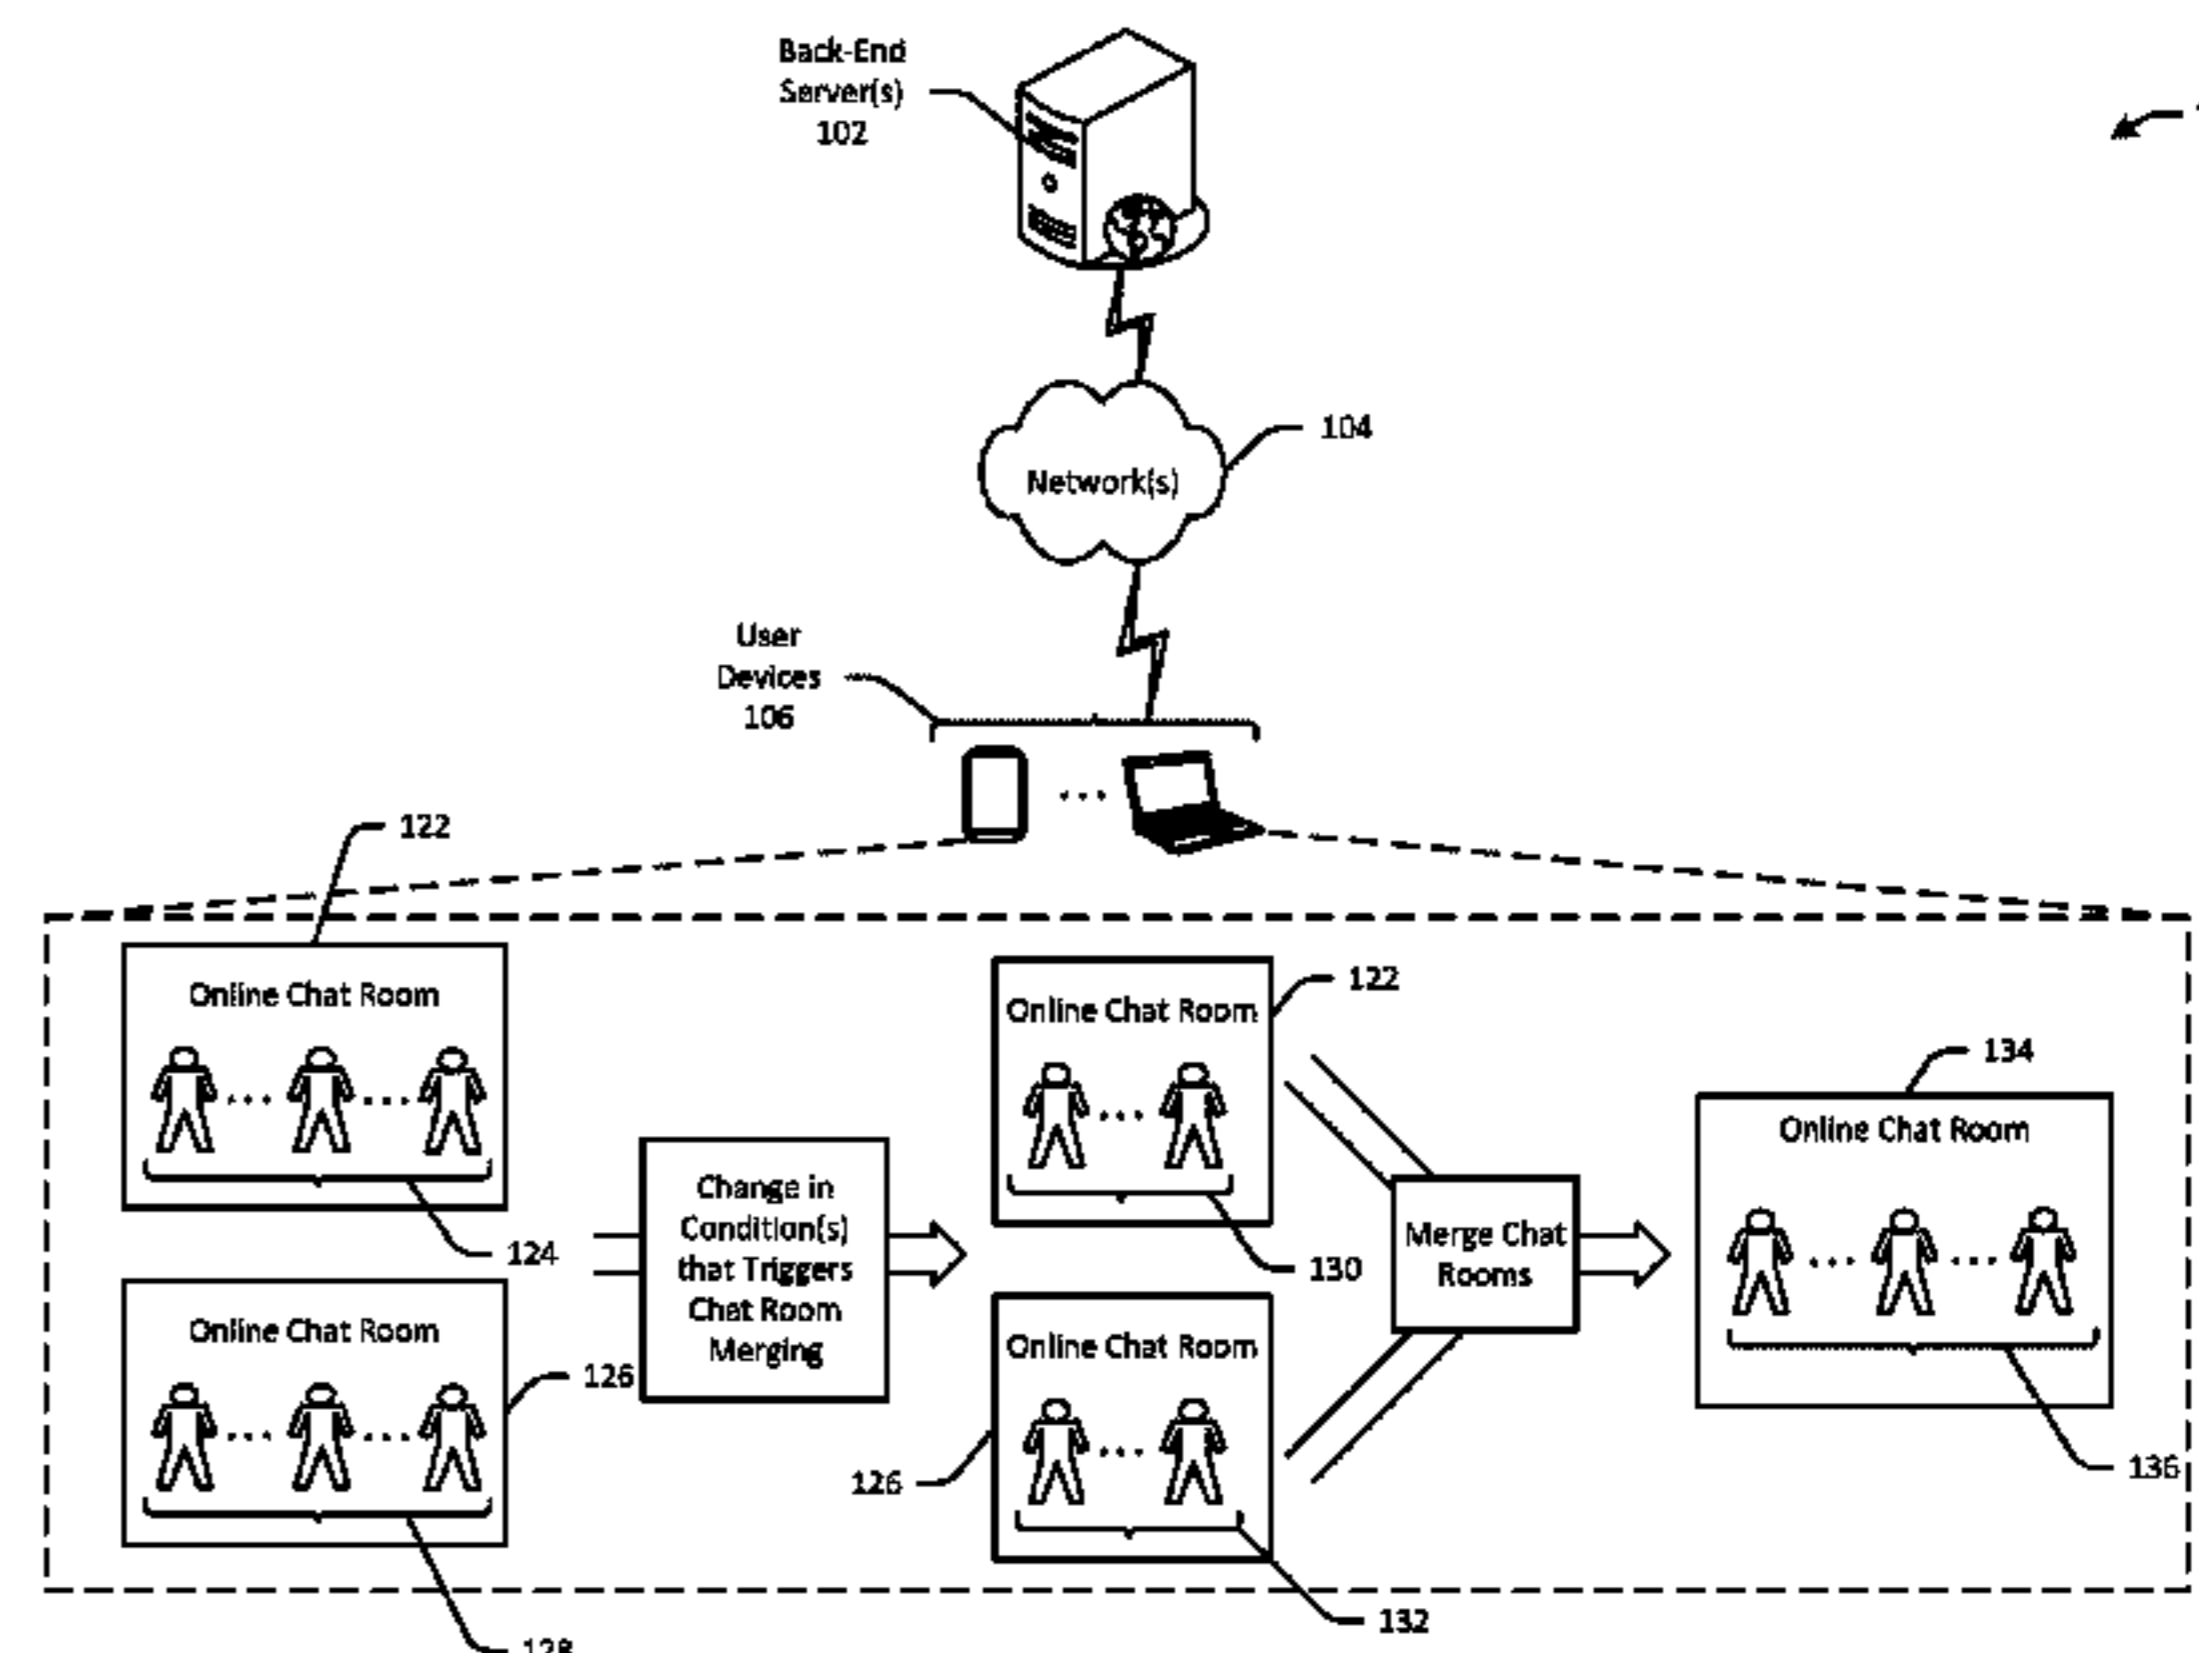 Back-End
Server(s)
102
104
Network(s)
User
Devices
106
122
Online Chat Room
124
Online Chat Room
126
Change in
Condition(s)
that Triggers
Chat Room
Merging
Online Chat Room
122
130
Online Chat Room
126
132
Merge Chat
Rooms
134
Online Chat Room
136
128